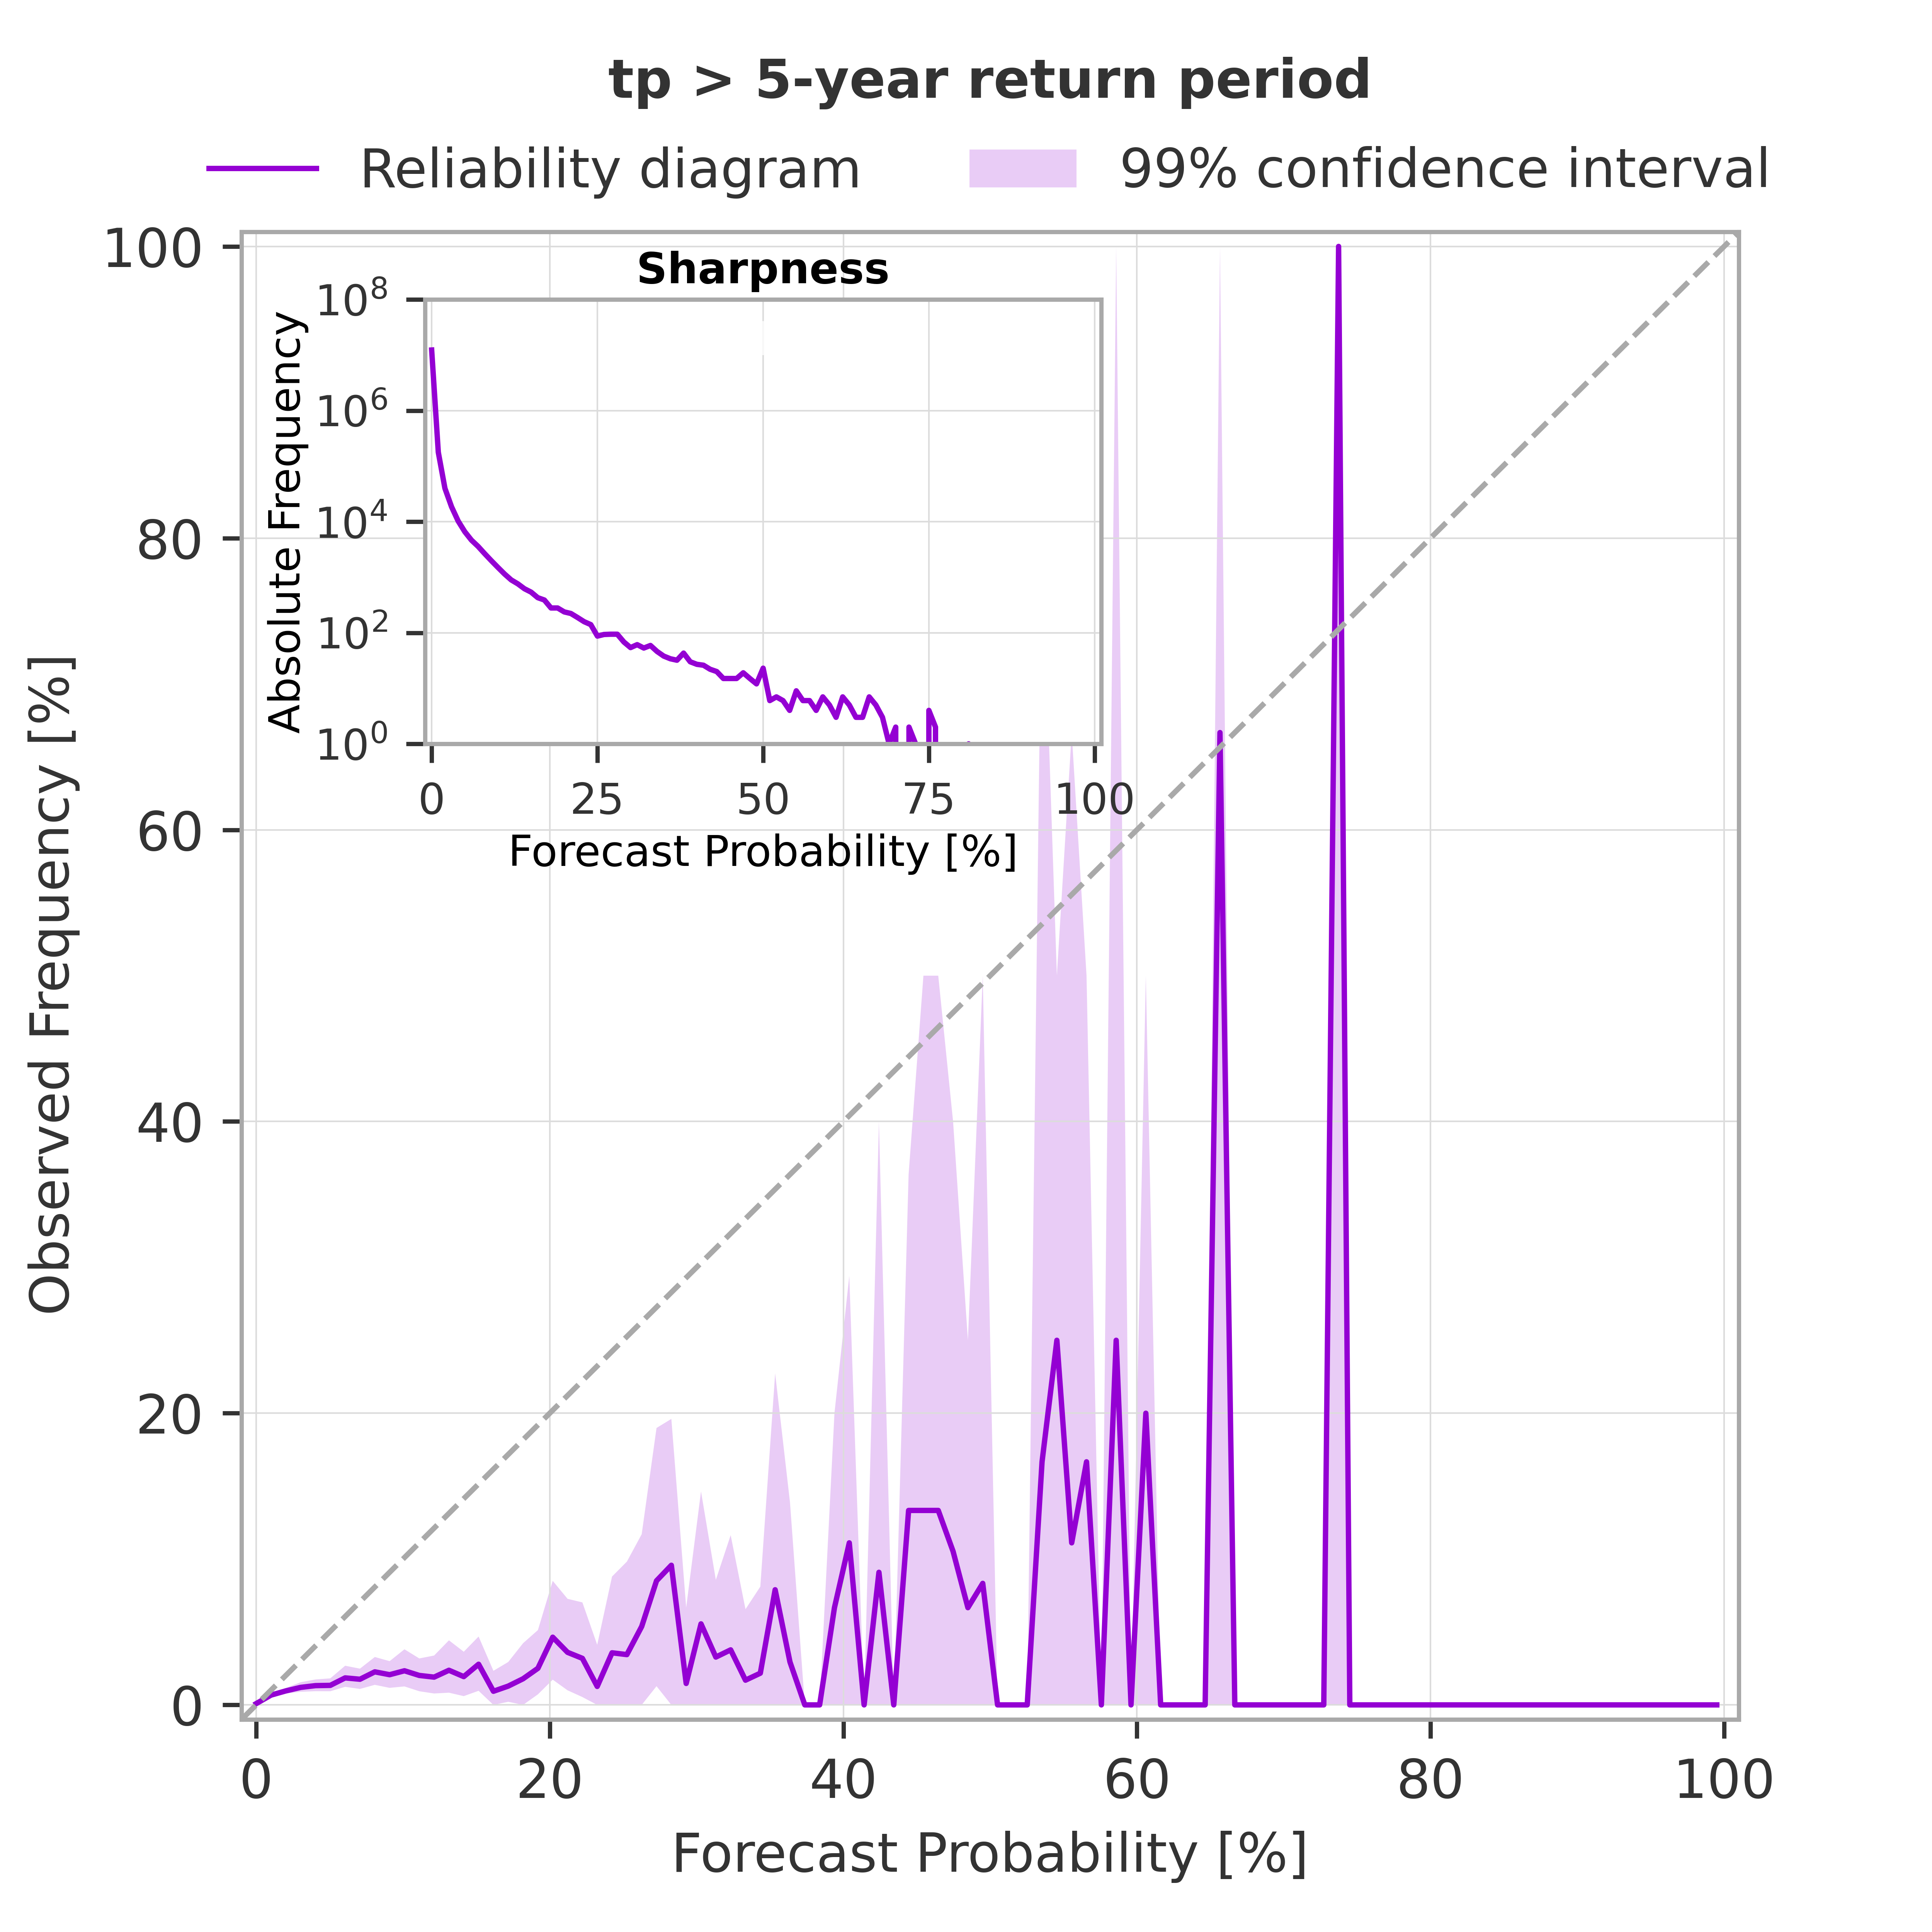 tp > 5-year return period
Reliability diagram
99% confidence interval
Sharpness
Absolute Frequency
10^8
10^6
10^4
10^2
10^0
0 25 50 75 100
Forecast Probability [%]
Observed Frequency [%]
100
80
60
40
20
0
0 20 40 60 80 100
Forecast Probability [%]